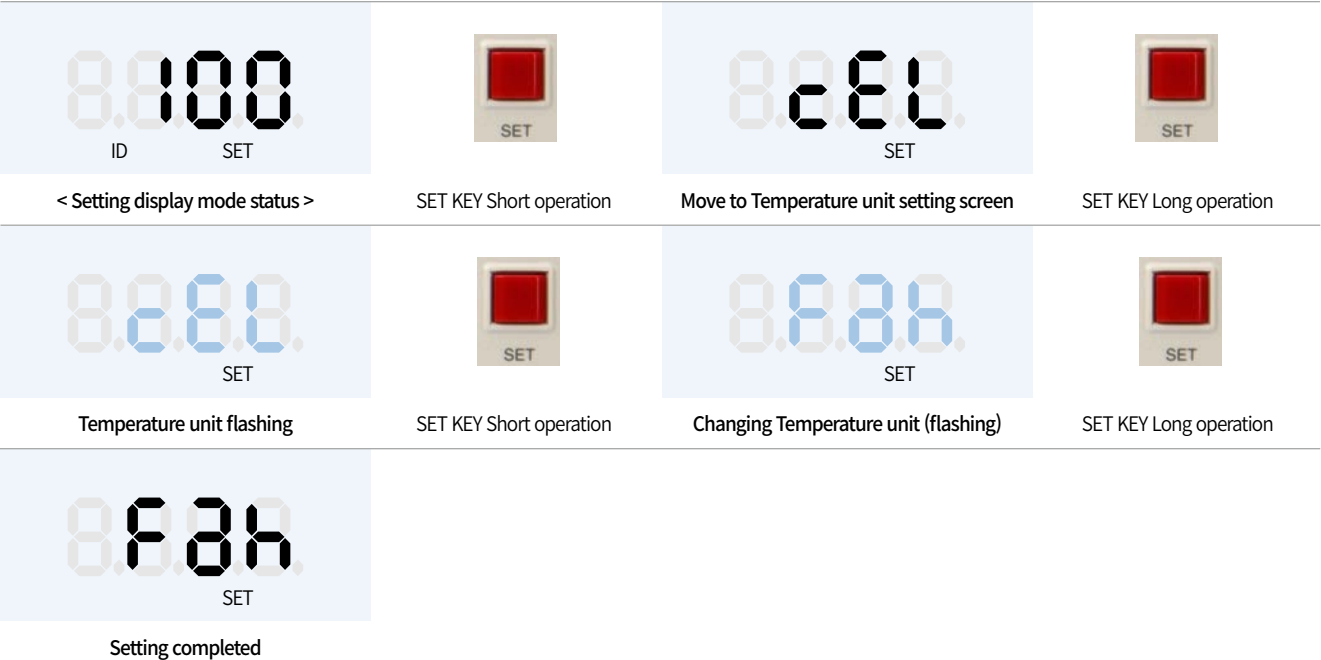 100
SET
ID SET
< Setting display mode status >
SET KEY Short operation
cEL
SET
SET
Move to Temperature unit setting screen
SET KEY Long operation
cEL
SET
SET
Temperature unit flashing
SET KEY Short operation
Fah
SET
SET
Changing Temperature unit (flashing)
SET KEY Long operation
Fah
SET
Setting completed